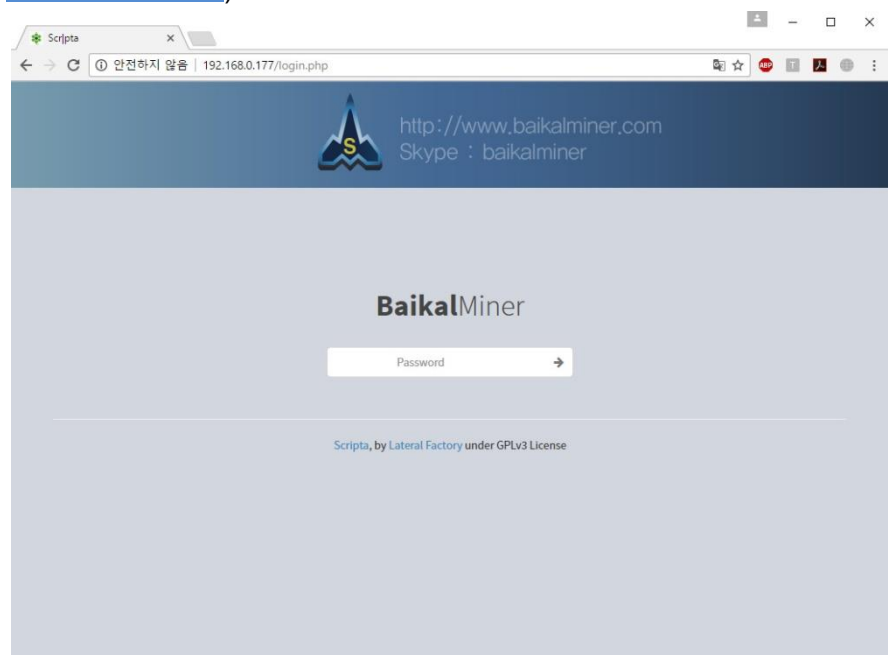 Scripta
안전하지 않음 | 192.168.0.177/login.php
ABP
T
S
http://www.baikalminer.com
Skype : baikalminer
BaikalMiner
Password
Scripta, by Lateral Factory under GPLv3 License